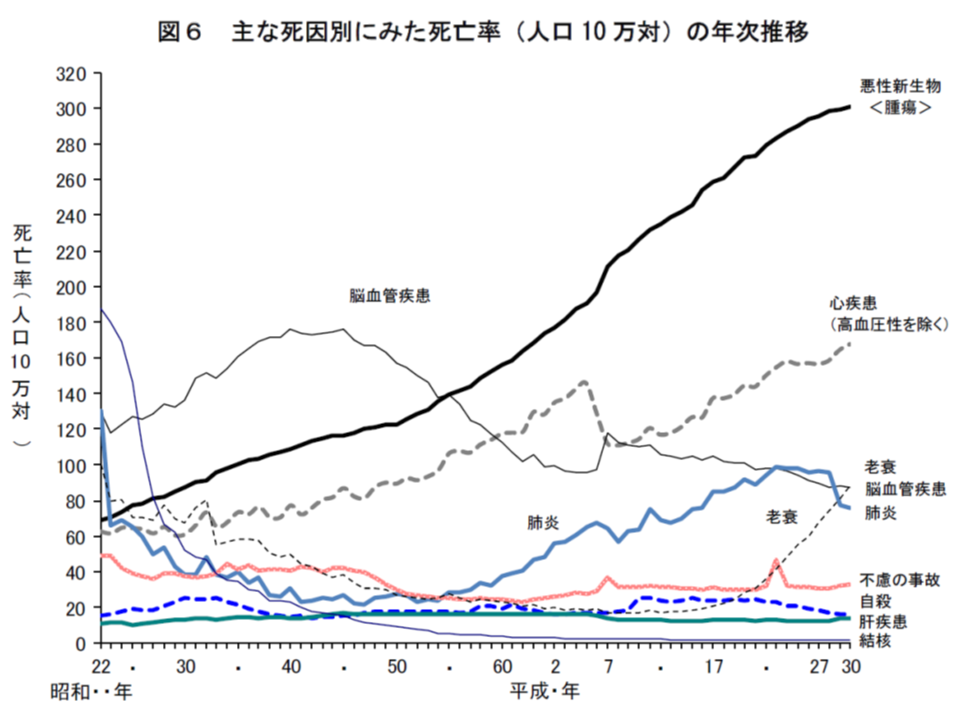 図６　主な死因別にみた死亡率（人口10万対）の年次推移
死亡率（人口10万対　）
320
300
280
260
240
220
200
180
160
140
120
100
80
60
40
20
0
悪性新生物
＜腫瘍＞
脳血管疾患
心疾患
(高血圧性を除く)
肺炎
老衰
老衰
脳血管疾患
肺炎
不慮の事故
自殺
肝疾患
結核
22 ・ 30 ・ 40 ・ 50 ・ 60 2 7 ・ 17 ・ 27 30
昭和・・年 平成・年